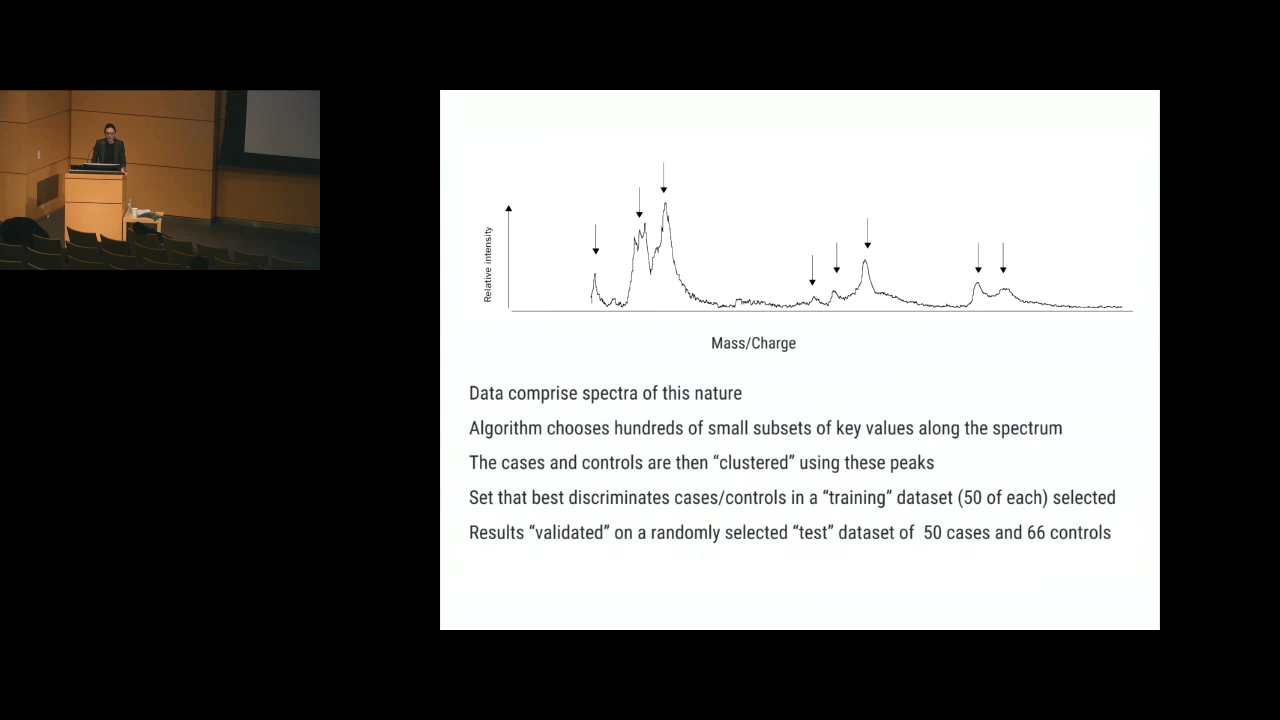 Relative intensity
Mass/Charge
Data comprise spectra of this nature
Algorithm chooses hundreds of small subsets of key values along the spectrum
The cases and controls are then “clustered” using these peaks
Set that best discriminates cases/controls in a “training” dataset (50 of each) selected
Results “validated” on a randomly selected “test” dataset of  50 cases and 66 controls